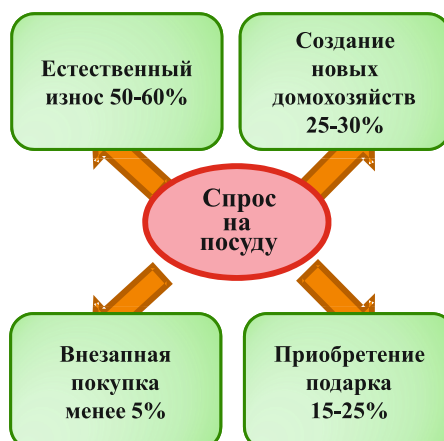 Естественный
износ 50-60%
Создание
новых
домохозяйств
25-30%
Спрос
на
посуду
Внезапная
покупка
менее 5%
Приобретение
подарка
15-25%